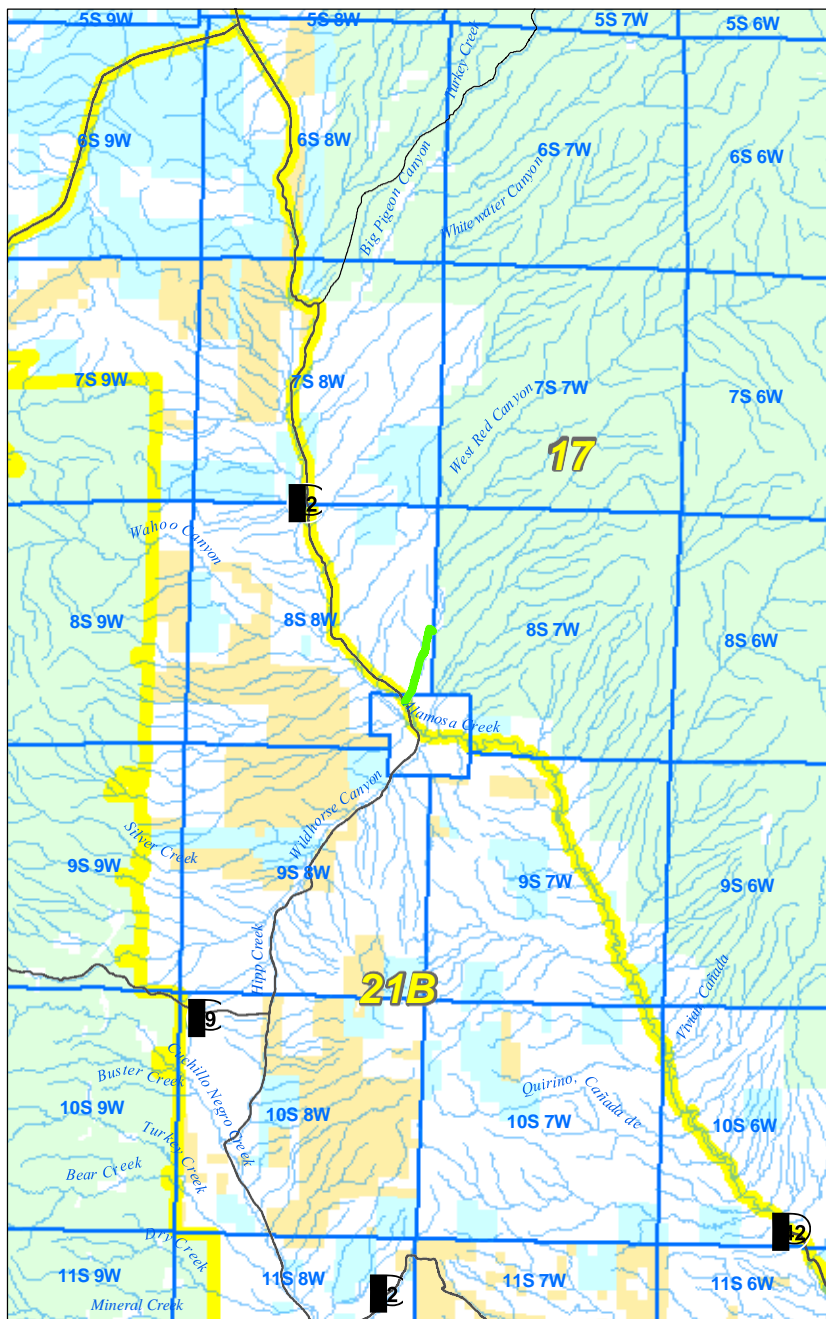 5S 9W
5S 8W
5S 7W
5S 6W
Turkey Creek
6S 9W
6S 8W
6S 7W
6S 6W
Big Pigeon Canyon
Whitewater Canyon
7S 9W
7S 8W
7S 7W
7S 6W
West Red Canyon
17
2
Wahoo Canyon
8S 9W
8S 8W
8S 7W
8S 6W
Alamosa Creek
Wildhorse Canyon
Silver Creek
9S 9W
9S 8W
9S 7W
9S 6W
Hipp Creek
21B
Vivian Cañada
9
Cuchillo Negro Creek
Buster Creek
Quirino, Cañada de
10S 9W
10S 8W
10S 7W
10S 6W
Turkey Creek
Bear Creek
Dry Creek
12
11S 9W
11S 8W
11S 7W
11S 6W
2
Mineral Creek